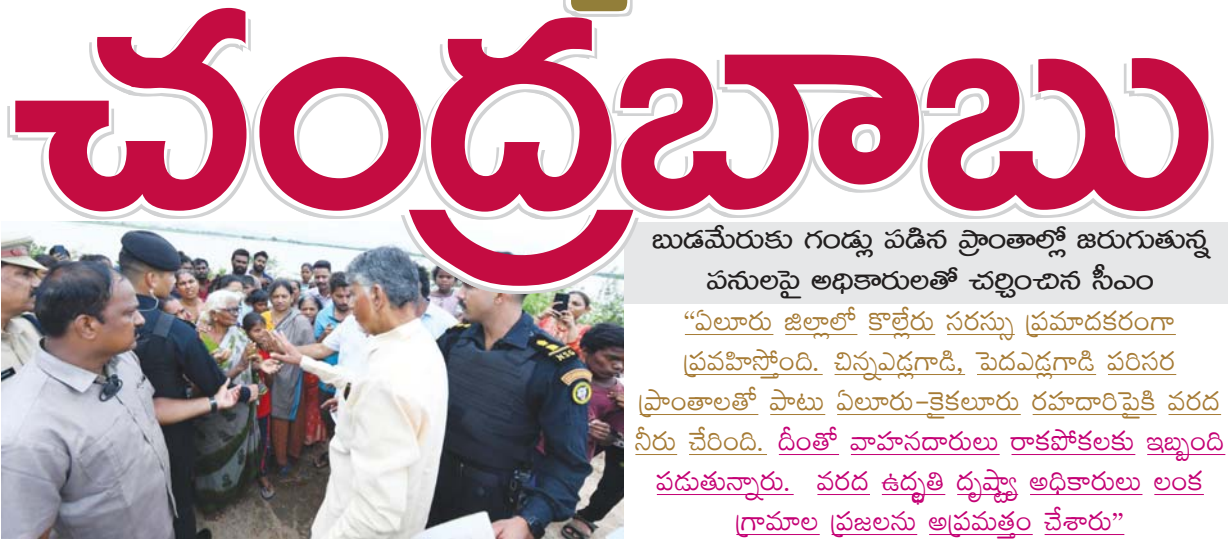 చంద్రబాబు
బుడమేరుకు గండ్లు పడిన ప్రాంతాల్లో జరుగుతున్న
పనులపై అధికారులతో చర్చించిన సీఎం
“ఏలూరు జిల్లాలో కొల్లేరు సరస్సు ప్రమాదకరంగా
ప్రవహిస్తోంది. చిన్నఎడ్లగాడి, పెదఎడ్లగాడి పరిసర
ప్రాంతాలతో పాటు ఏలూరు-కైకలూరు రహదారిపైకి వరద
నీరు చేరింది. దీంతో వాహనదారులు రాకపోకలకు ఇబ్బంది
పడుతున్నారు. వరద ఉధృతి దృష్ట్యా అధికారులు లంక
గ్రామాల ప్రజలను అప్రమత్తం చేశారు”